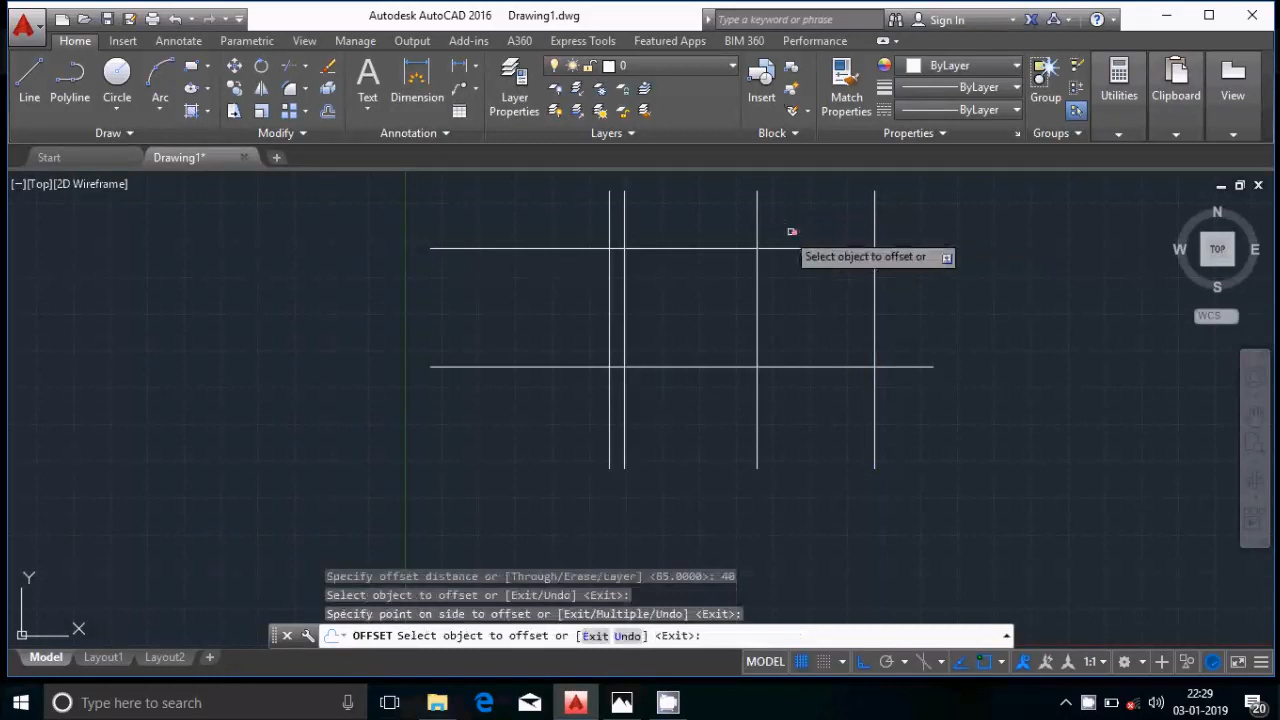 Autodesk AutoCAD 2016 Drawing1.dwg
Type a keyword or phrase
Sign In
Home Insert Annotate Parametric View Manage Output Add-ins A360 Express Tools Featured Apps BIM 360 Performance
Line Polyline Circle Arc
Text Dimension
Layer Properties
0
Insert
Match Properties
ByLayer
ByLayer
ByLayer
Group
Utilities
Clipboard
View
Draw Modify Annotation Layers Block Properties Groups
Start Drawing1*
[−][Top][2D Wireframe]
N
W TOP E
S
WCS
Select object to offset or
Y
X
Specify offset distance or [Through/Erase/Layer] <65.0000>: 40
Select object to offset or [Exit/Undo] <Exit>:
Specify point on side to offset or [Exit/Multiple/Undo] <Exit>:
OFFSET Select object to offset or [Exit Undo] <Exit>:
Model Layout1 Layout2
MODEL
1:1
Type here to search
22:29
03-01-2019
20